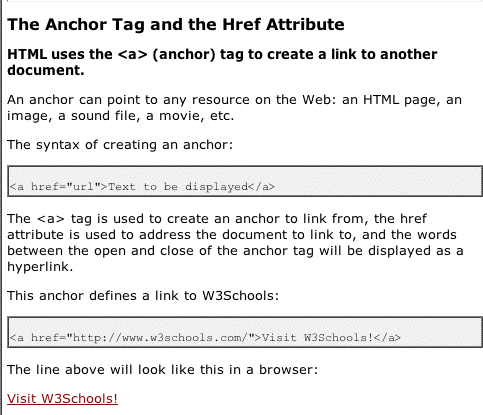 The Anchor Tag and the Href Attribute
HTML uses the <a> (anchor) tag to create a link to another
document.
An anchor can point to any resource on the Web: an HTML page, an
image, a sound file, a movie, etc.
The syntax of creating an anchor:
<a href="url">Text to be displayed</a>
The <a> tag is used to create an anchor to link from, the href
attribute is used to address the document to link to, and the words
between the open and close of the anchor tag will be displayed as a
hyperlink.
This anchor defines a link to W3Schools:
<a href="http://www.w3schools.com/">Visit W3Schools!</a>
The line above will look like this in a browser:
Visit W3Schools!